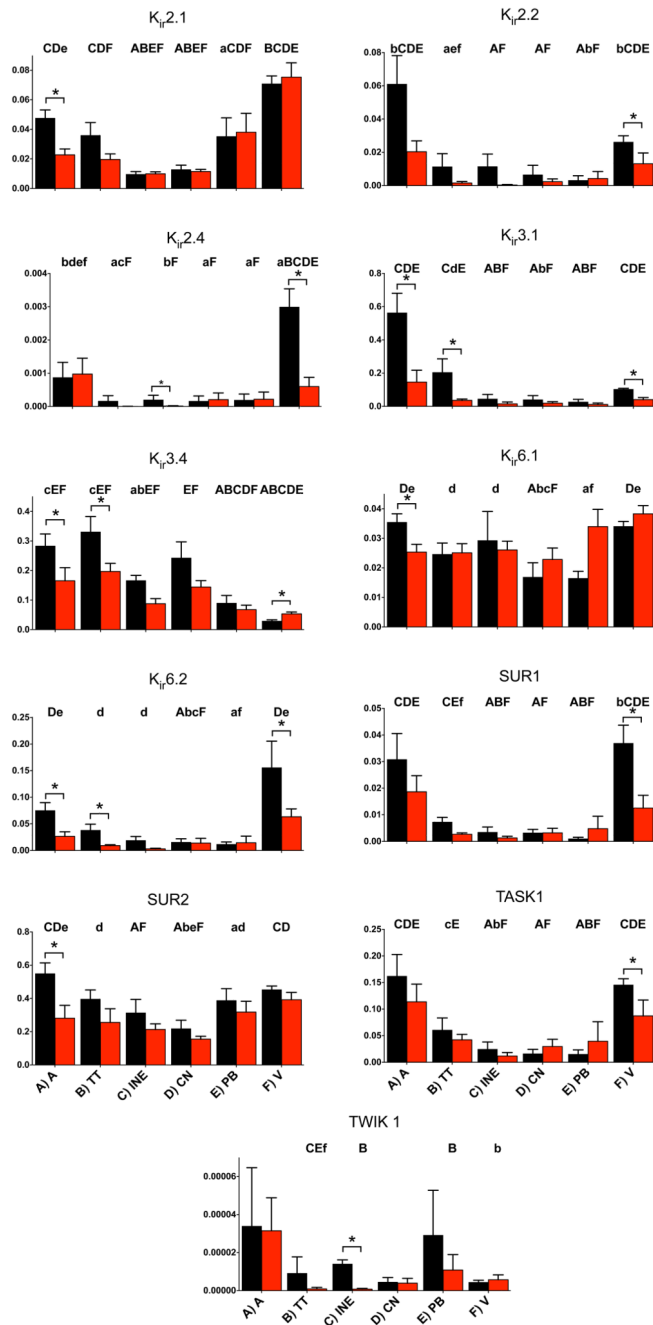 Kir2.1
CDe CDF ABEF ABEF aCDF BCDE
0.08
0.06
0.04
0.02
0.00
*
Kir2.2
bCDE aef AF AF AbF bCDE
0.08
0.06
0.04
0.02
0.00
*
Kir2.4
bdef acF bF aF aF aBCDE
0.004
0.003
0.002
0.001
0.000
*
*
Kir3.1
CDE CdE ABF AbF ABF CDE
0.8
0.6
0.4
0.2
0.0
*
*
*
Kir3.4
cEF cEF abEF EF ABCDF ABCDE
0.4
0.3
0.2
0.1
0.0
*
*
*
Kir6.1
De d d AbcF af De
0.04
0.03
0.02
0.01
0.00
*
Kir6.2
De d d AbcF af De
0.25
0.20
0.15
0.10
0.05
0.00
*
*
*
SUR1
CDE CEf ABF AF ABF bCDE
0.05
0.04
0.03
0.02
0.01
0.00
*
SUR2
CDe d AF AbeF ad CD
0.8
0.6
0.4
0.2
0.0
*
A) A
B) TT
C) INE
D) CN
E) PB
F) V
TASK1
CDE cE AbF AF ABF CDE
0.25
0.20
0.15
0.10
0.05
0.00
*
A) A
B) TT
C) INE
D) CN
E) PB
F) V
TWIK 1
CEf B B b
0.00006
0.00004
0.00002
0.00000
*
A) A
B) TT
C) INE
D) CN
E) PB
F) V